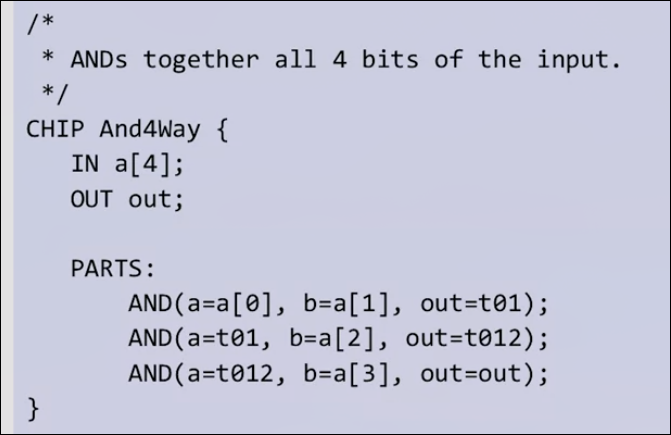 /*
 * ANDs together all 4 bits of the input.
 */
CHIP And4Way {
   IN a[4];
   OUT out;

   PARTS:
       AND(a=a[0], b=a[1], out=t01);
       AND(a=t01, b=a[2], out=t012);
       AND(a=t012, b=a[3], out=out);
}